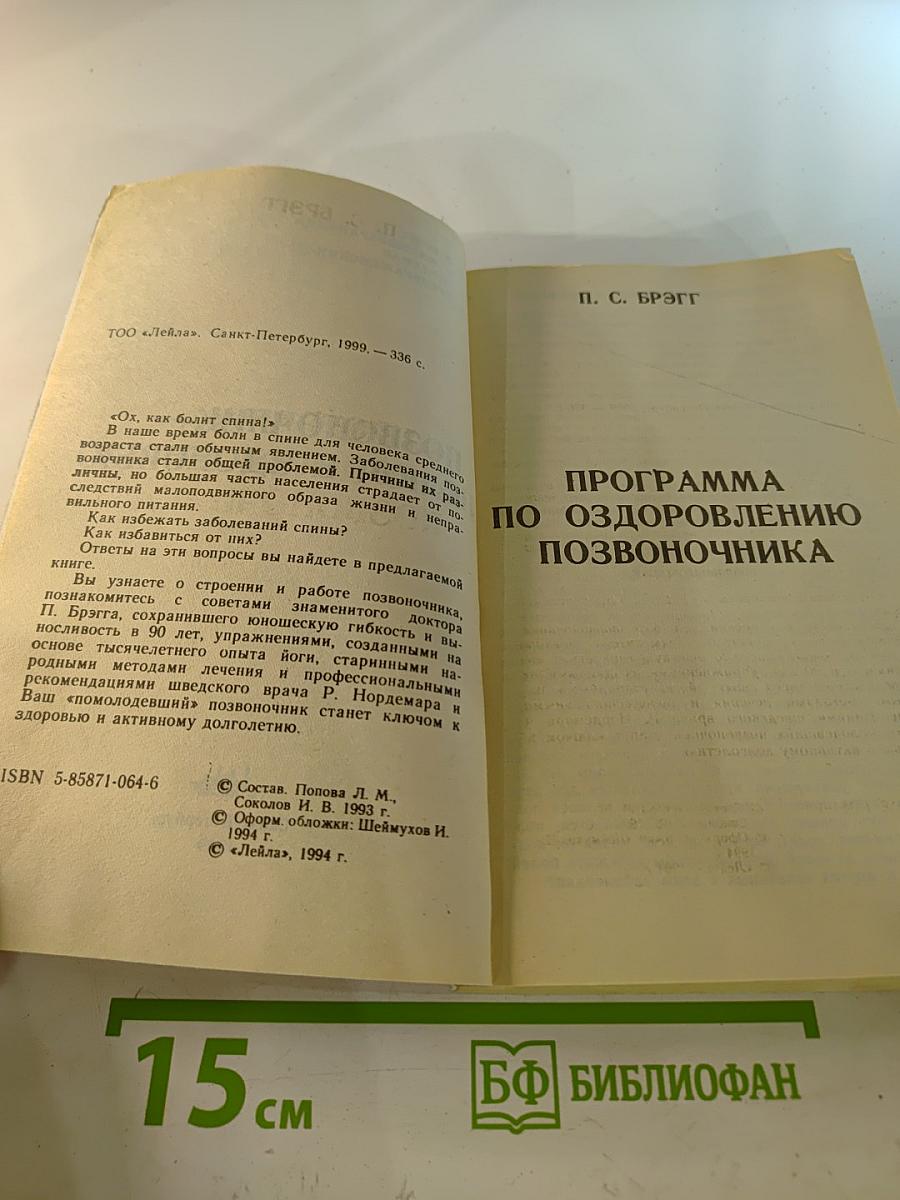 ТОО «Лейла». Санкт-Петербург, 1999. — 336 с.
«Ох, как болит спина!»
В наше время боли в спине для человека среднего
возраста стали обычным явлением. Заболевания поз-
воночника стали общей проблемой. Причины их раз-
личны, но большая часть населения страдает от по-
следствий малоподвижного образа жизни и непра-
вильного питания.
Как избежать заболеваний спины?
Как избавиться от них?
Ответы на эти вопросы вы найдете в предлагаемой
книге.
Вы узнаете о строении и работе позвоночника,
познакомитесь с советами знаменитого доктора
П. Брэгга, сохранившего юношескую гибкость и вы-
носливость в 90 лет, упражнениями, созданными на
основе тысячелетнего опыта йоги, старинными на-
родными методами лечения и профессиональными
рекомендациями шведского врача Р. Нордемара и
Ваш «помолодевший» позвоночник станет ключом к
здоровью и активному долголетию.
ISBN 5-85871-064-6
© Состав. Попова Л. М.,
Соколов И. В. 1993 г.
© Оформ. обложки: Шеймухов И.
1994 г.
© «Лейла», 1994 г.
П. С. БРЭГГ
ПРОГРАММА
ПО ОЗДОРОВЛЕНИЮ
ПОЗВОНОЧНИКА
15 см
БФ БИБЛИОФАН